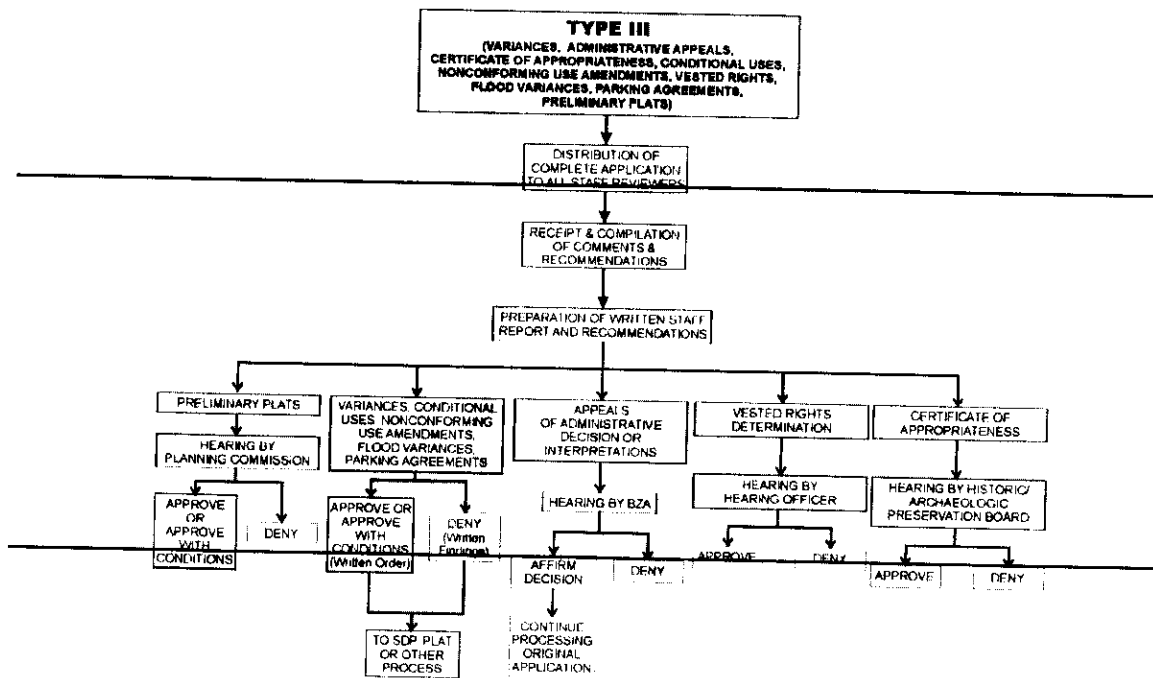 TYPE III
(VARIANCES, ADMINISTRATIVE APPEALS,
CERTIFICATE OF APPROPRIATENESS, CONDITIONAL USES,
NONCONFORMING USE AMENDMENTS, VESTED RIGHTS,
FLOOD VARIANCES, PARKING AGREEMENTS,
PRELIMINARY PLATS)
DISTRIBUTION OF
COMPLETE APPLICATION
TO ALL STAFF REVIEWERS
RECEIPT & COMPILATION
OF COMMENTS &
RECOMMENDATIONS
PREPARATION OF WRITTEN STAFF
REPORT AND RECOMMENDATIONS
PRELIMINARY PLATS
HEARING BY
PLANNING COMMISSION
APPROVE
OR
APPROVE
WITH
CONDITIONS
DENY
VARIANCES, CONDITIONAL
USES, NONCONFORMING
USE AMENDMENTS,
FLOOD VARIANCES,
PARKING AGREEMENTS
APPROVE OR
APPROVE
WITH
CONDITIONS
(Written Order)
DENY
(Written
Findings)
TO SDP, PLAT
OR OTHER
PROCESS
APPEALS
OF ADMINISTRATIVE
DECISION OR
INTERPRETATIONS
HEARING BY BZA
AFFIRM
DECISION
DENY
CONTINUE
PROCESSING
ORIGINAL
APPLICATION
VESTED RIGHTS
DETERMINATION
HEARING BY
HEARING OFFICER
APPROVE
DENY
CERTIFICATE OF
APPROPRIATENESS
HEARING BY HISTORIC/
ARCHAEOLOGIC
PRESERVATION BOARD
APPROVE
DENY